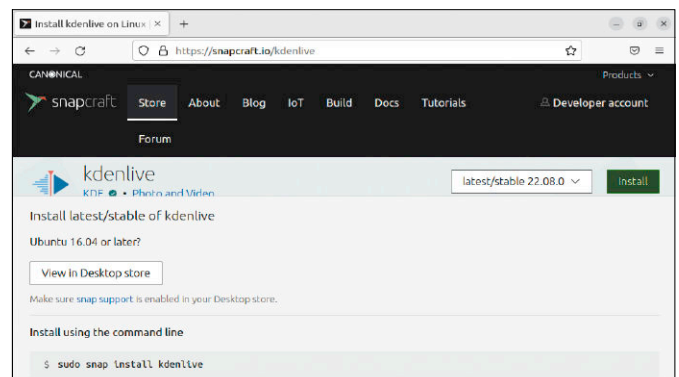 Install kdenlive on Linux |
https://snapcraft.io/kdenlive
CANONICAL
Products
snapcraft Store About Blog IoT Build Docs Tutorials Developer account
Forum
kdenlive
KDE • Photo and Video
latest/stable 22.08.0
Install
Install latest/stable of kdenlive
Ubuntu 16.04 or later?
View in Desktop store
Make sure snap support is enabled in your Desktop store.
Install using the command line
$ sudo snap install kdenlive